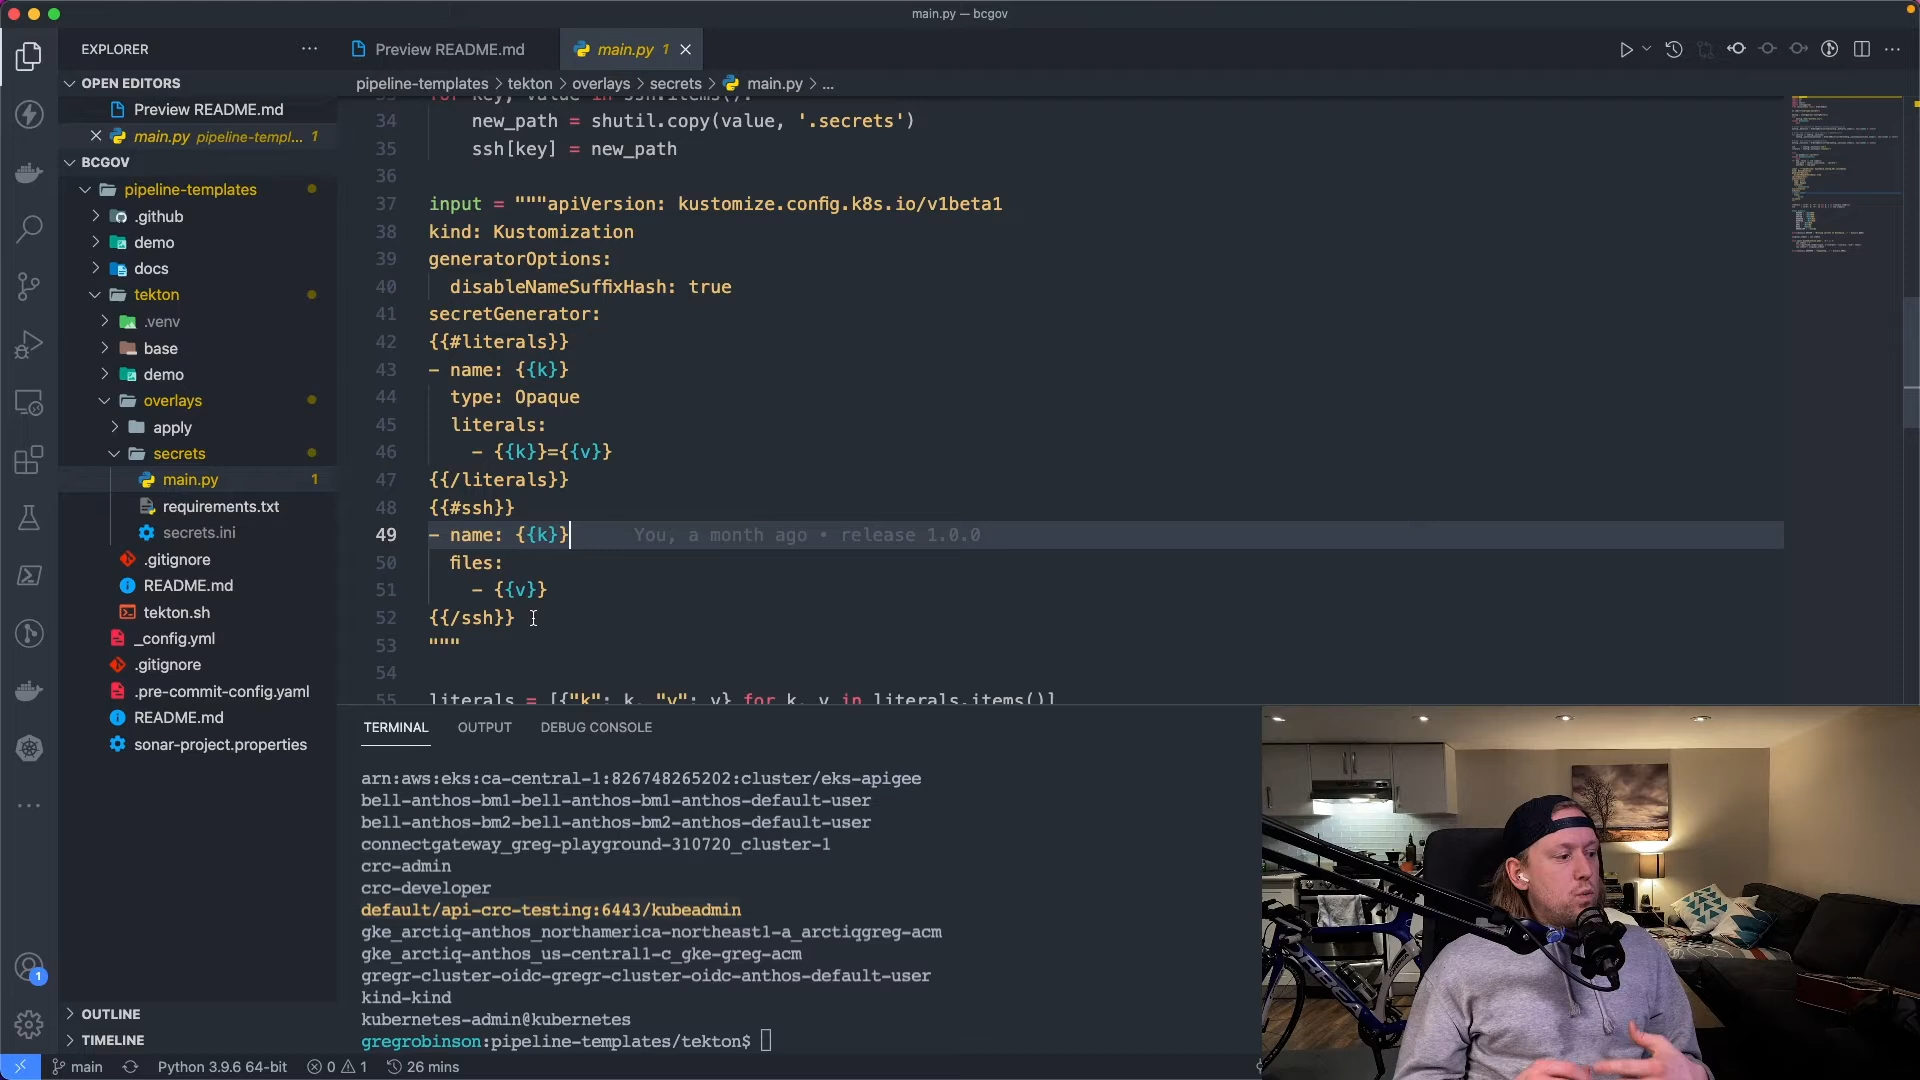 main.py — bcgov
EXPLORER
Preview README.md
main.py 1
OPEN EDITORS
Preview README.md
main.py pipeline-templ... 1
BCGOV
pipeline-templates
.github
demo
docs
tekton
.venv
base
demo
overlays
apply
secrets
main.py 1
requirements.txt
secrets.ini
.gitignore
README.md
tekton.sh
_config.yml
.gitignore
.pre-commit-config.yaml
README.md
sonar-project.properties
OUTLINE
TIMELINE
pipeline-templates > tekton > overlays > secrets > main.py > ...
for key, value in ssh.items():
34 new_path = shutil.copy(value, '.secrets')
35 ssh[key] = new_path
36
37 input = """apiVersion: kustomize.config.k8s.io/v1beta1
38 kind: Kustomization
39 generatorOptions:
40 disableNameSuffixHash: true
41 secretGenerator:
42 {{#literals}}
43 - name: {{k}}
44 type: Opaque
45 literals:
46 - {{k}}={{v}}
47 {{/literals}}
48 {{#ssh}}
49 - name: {{k}} You, a month ago • release 1.0.0
50 files:
51 - {{v}}
52 {{/ssh}}
53 """
54
55 literals = [{"k": k, "v": v} for k, v in literals.items()]
TERMINAL OUTPUT DEBUG CONSOLE
arn:aws:eks:ca-central-1:826748265202:cluster/eks-apigee
bell-anthos-bm1-bell-anthos-bm1-anthos-default-user
bell-anthos-bm2-bell-anthos-bm2-anthos-default-user
connectgateway_greg-playground-310720_cluster-1
crc-admin
crc-developer
default/api-crc-testing:6443/kubeadmin
gke_arctiq-anthos_northamerica-northeast1-a_arctiqgreg-acm
gke_arctiq-anthos_us-central1-c_gke-greg-acm
gregr-cluster-oidc-gregr-cluster-oidc-anthos-default-user
kind-kind
kubernetes-admin@kubernetes
gregrobinson:pipeline-templates/tekton$
1
main
Python 3.9.6 64-bit
0 1
26 mins